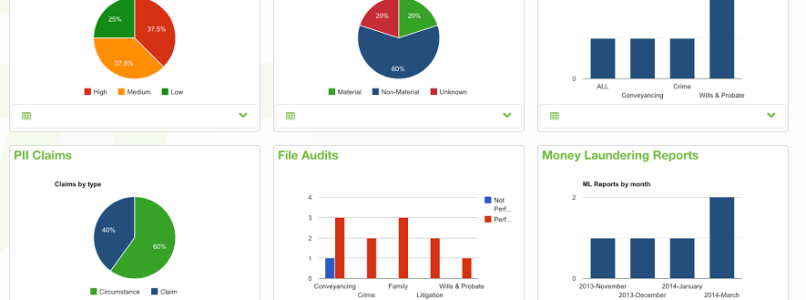 25%
37.5%
37.5%
High Medium Low
20% 20%
60%
Material Non-Material Unknown
0
ALL Crime
Conveyancing Wills & Probate
PII Claims
Claims by type
40%
60%
Circumstance Claim
File Audits
4
3
2
1
0
Not
Perf...
Perf...
Conveyancing Family Wills & Probate
Crime Litigation
Money Laundering Reports
ML Reports by month
2
0
2013-November 2014-January
2013-December 2014-March